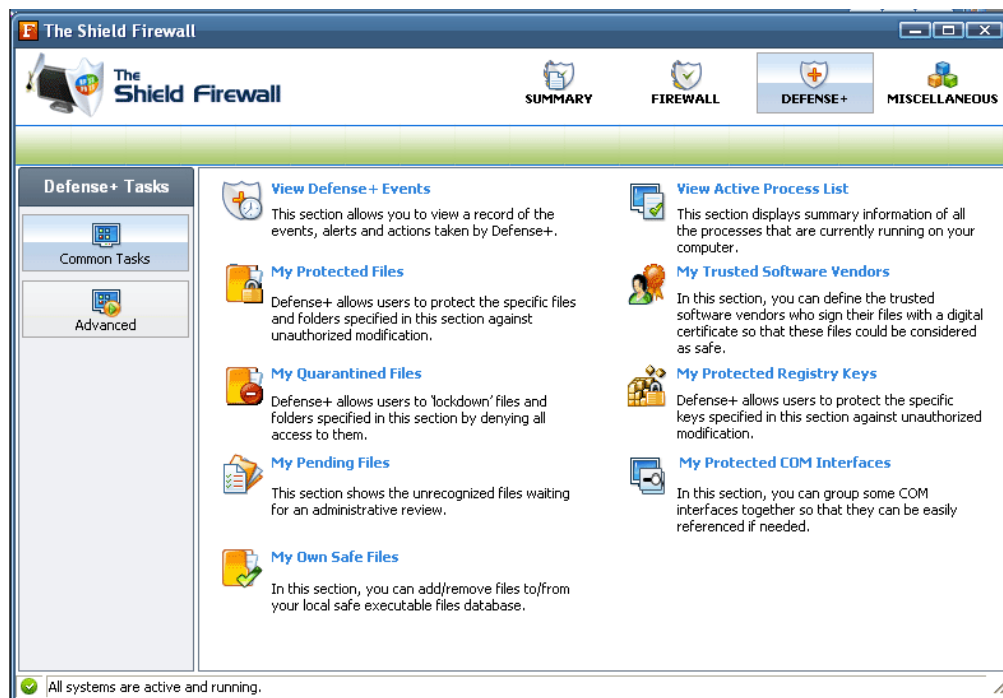 The Shield Firewall
The
Shield Firewall
SUMMARY
FIREWALL
DEFENSE+
MISCELLANEOUS
Defense+ Tasks
Common Tasks
Advanced
View Defense+ Events
This section allows you to view a record of the
events, alerts and actions taken by Defense+.
My Protected Files
Defense+ allows users to protect the specific files
and folders specified in this section against
unauthorized modification.
My Quarantined Files
Defense+ allows users to 'lockdown' files and
folders specified in this section by denying all
access to them.
My Pending Files
This section shows the unrecognized files waiting
for an administrative review.
My Own Safe Files
In this section, you can add/remove files to/from
your local safe executable files database.
View Active Process List
This section displays summary information of all
the processes that are currently running on your
computer.
My Trusted Software Vendors
In this section, you can define the trusted
software vendors who sign their files with a digital
certificate so that these files could be considered
as safe.
My Protected Registry Keys
Defense+ allows users to protect the specific
keys specified in this section against unauthorized
modification.
My Protected COM Interfaces
In this section, you can group some COM
interfaces together so that they can be easily
referenced if needed.
All systems are active and running.